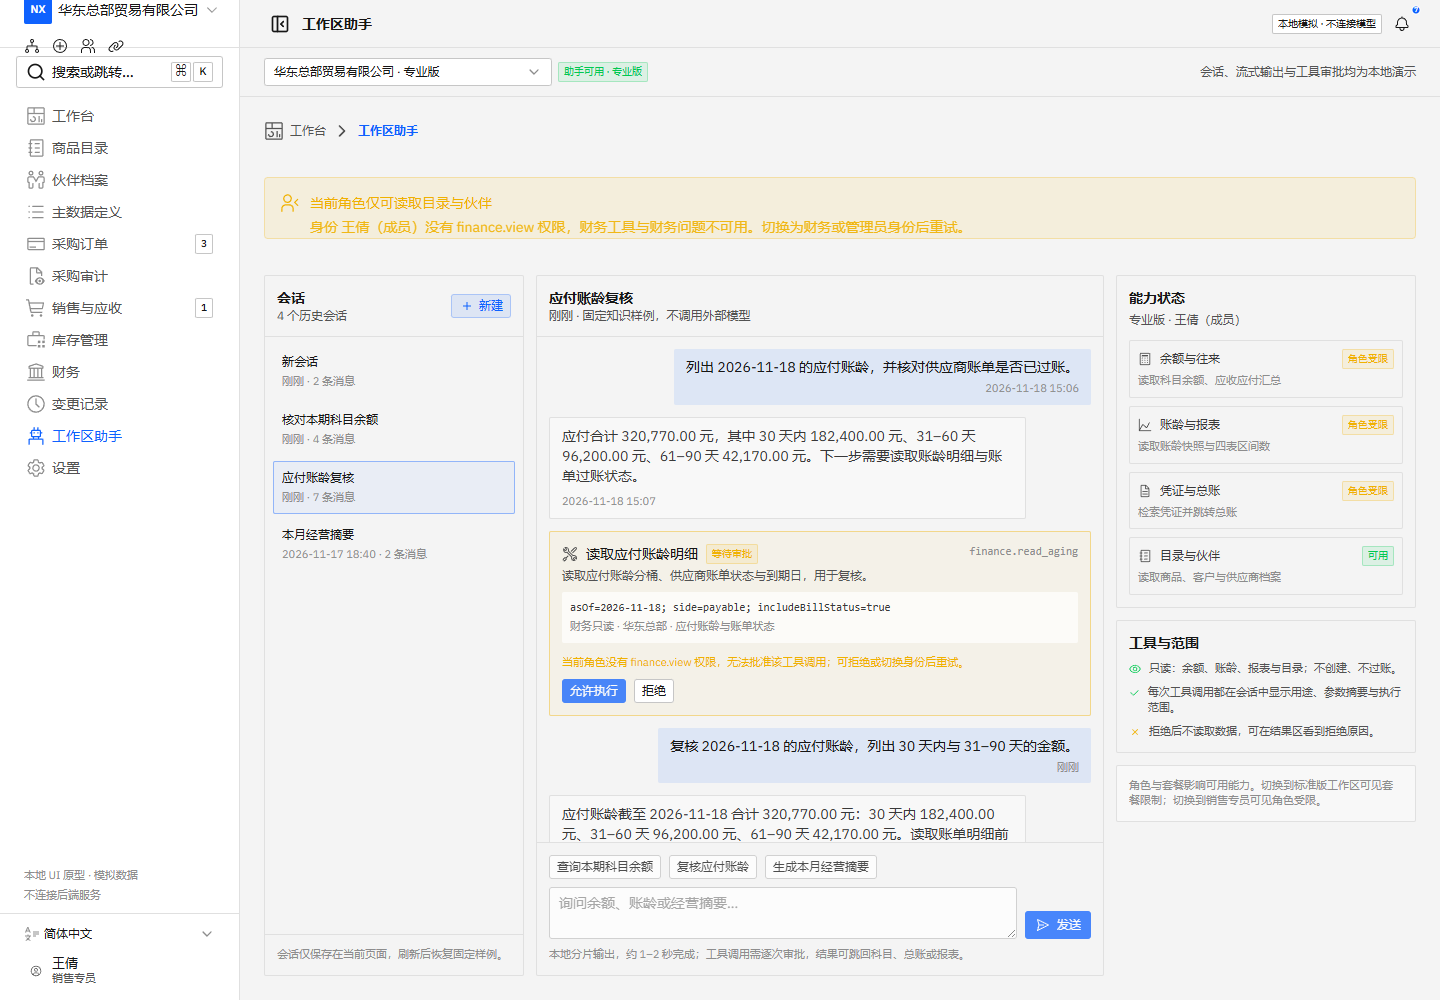 NX 华东总部贸易有限公司
搜索或跳转... ⌘ K
工作台
商品目录
伙伴档案
主数据定义
采购订单 3
采购审计
销售与应收 1
库存管理
财务
变更记录
工作区助手
设置
本地 UI 原型 · 模拟数据
不连接后端服务
简体中文
王倩
销售专员
工作区助手
本地模拟 · 不连接模型
?
华东总部贸易有限公司 · 专业版
助手可用 · 专业版
会话、流式输出与工具审批均为本地演示
工作台 > 工作区助手
当前角色仅可读取目录与伙伴
身份 王倩（成员）没有 finance.view 权限，财务工具与财务问题不可用。切换为财务或管理员身份后重试。
会话
4 个历史会话
+ 新建
新会话
刚刚 · 2 条消息
核对本期科目余额
刚刚 · 4 条消息
应付账龄复核
刚刚 · 7 条消息
本月经营摘要
2026-11-17 18:40 · 2 条消息
会话仅保存在当前页面，刷新后恢复固定样例。
应付账龄复核
刚刚 · 固定知识样例，不调用外部模型
列出 2026-11-18 的应付账龄，并核对供应商账单是否已过账。
2026-11-18 15:06
应付合计 320,770.00 元，其中 30 天内 182,400.00 元、31–60 天
96,200.00 元、61–90 天 42,170.00 元。下一步需要读取账龄明细与账
单过账状态。
2026-11-18 15:07
读取应付账龄明细 等待审批 finance.read_aging
读取应付账龄分桶、供应商账单状态与到期日，用于复核。
asOf=2026-11-18; side=payable; includeBillStatus=true
财务只读 · 华东总部 · 应付账龄与账单状态
当前角色没有 finance.view 权限，无法批准该工具调用；可拒绝或切换身份后重试。
允许执行 拒绝
复核 2026-11-18 的应付账龄，列出 30 天内与 31–90 天的金额。
刚刚
应付账龄截至 2026-11-18 合计 320,770.00 元：30 天内 182,400.00
元、31–60 天 96,200.00 元、61–90 天 42,170.00 元。读取账单明细前
查询本期科目余额 复核应付账龄 生成本月经营摘要
询问余额、账龄或经营摘要...
发送
本地分片输出，约 1–2 秒完成；工具调用需逐次审批，结果可跳回科目、总账或报表。
能力状态
专业版 · 王倩（成员）
余额与往来 角色受限
读取科目余额、应收应付汇总
账龄与报表 角色受限
读取账龄快照与四表区间数
凭证与总账 角色受限
检索凭证并跳转总账
目录与伙伴 可用
读取商品、客户与供应商档案
工具与范围
只读：余额、账龄、报表与目录；不创建、不过账。
每次工具调用都在会话中显示用途、参数摘要与执行
范围。
拒绝后不读取数据，可在结果区看到拒绝原因。
角色与套餐影响可用能力。切换到标准版工作区可见套
餐限制；切换到销售专员可见角色受限。